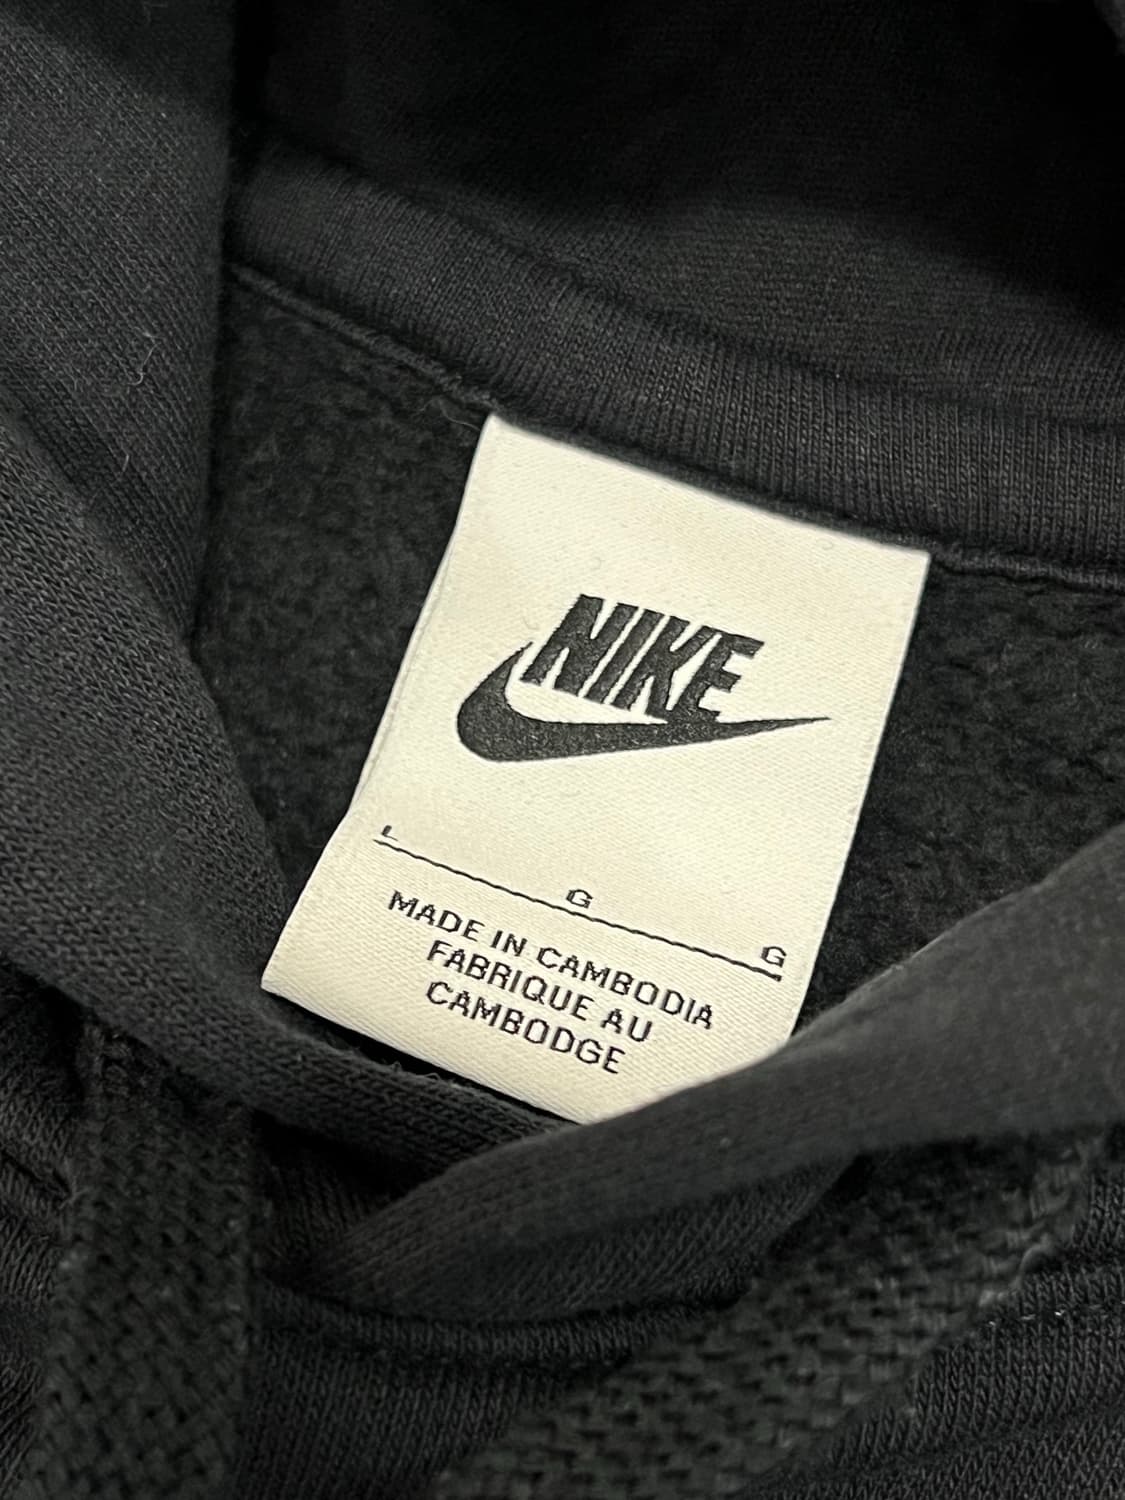 NIKE
L G G
MADE IN CAMBODIA
FABRIQUE AU
CAMBODGE